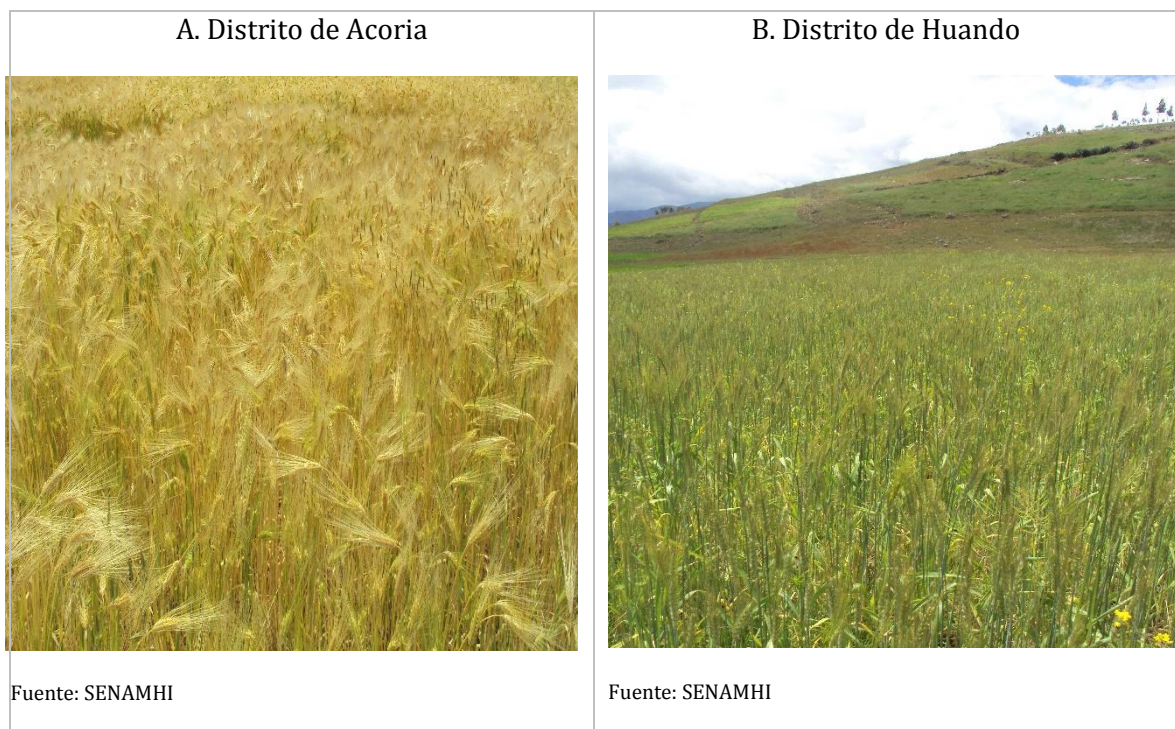 A. Distrito de Acoria
B. Distrito de Huando
Fuente: SENAMHI
Fuente: SENAMHI